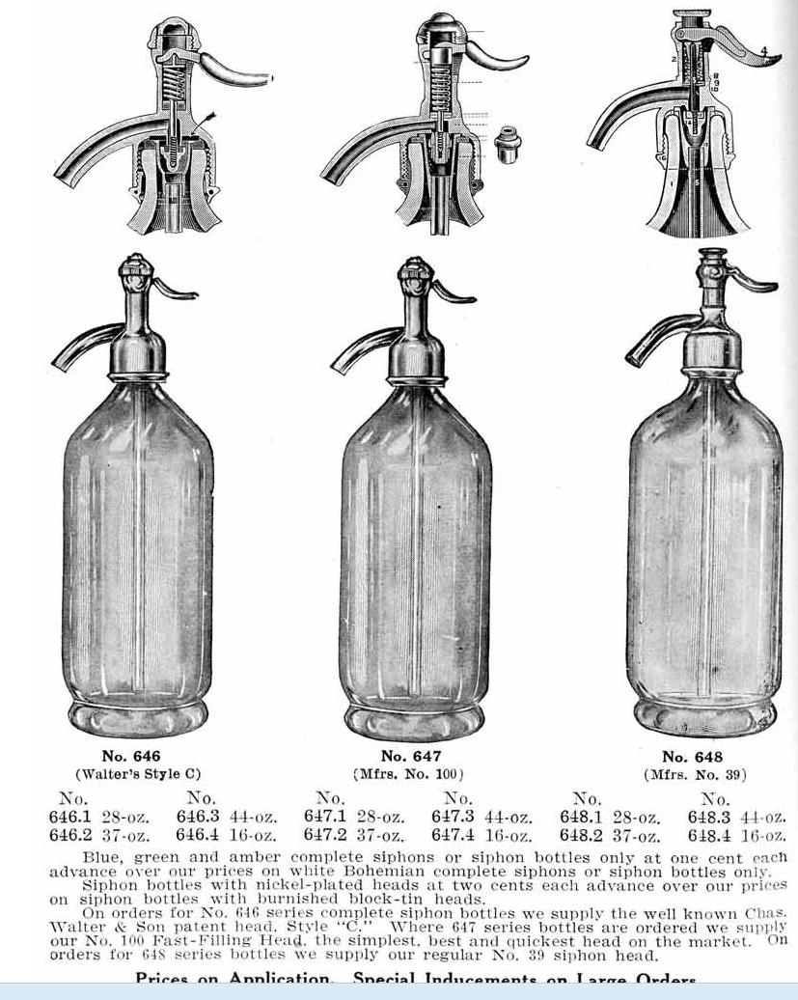 4
2
8
9
10
6
1
5
No. 646
(Walter's Style C)
No. 647
(Mfrs. No. 100)
No. 648
(Mfrs. No. 39)
No. No. No. No. No. No.
646.1 28-oz. 646.3 44-oz. 647.1 28-oz. 647.3 44-oz. 648.1 28-oz. 648.3 44-oz.
646.2 37-oz. 646.4 16-oz. 647.2 37-oz. 647.4 16-oz. 648.2 37-oz. 648.4 16-oz.
Blue, green and amber complete siphons or siphon bottles only at one cent each
advance over our prices on white Bohemian complete siphons or siphon bottles only.
Siphon bottles with nickel-plated heads at two cents each advance over our prices
on siphon bottles with burnished block-tin heads.
On orders for No. 646 series complete siphon bottles we supply the well known Chas.
Walter & Son patent head, Style "C." Where 647 series bottles are ordered we supply
our No. 100 Fast-Filling Head, the simplest, best and quickest head on the market. On
orders for 648 series bottles we supply our regular No. 39 siphon head.
Prices on Application. Special Inducements on Large Orders